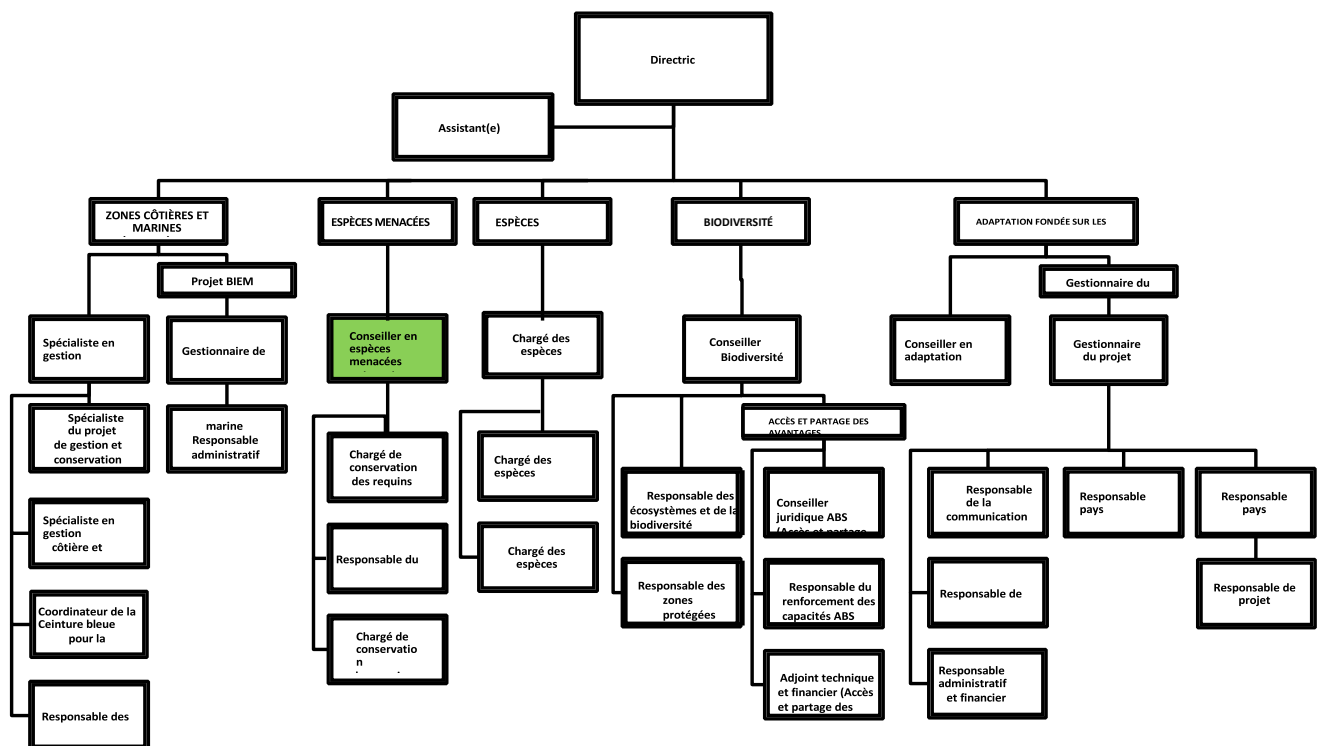 Directric
Assistant(e)
ZONES CÔTIÈRES ET
MARINES
ESPÈCES MENACÉES
ESPÈCES
BIODIVERSITÉ
ADAPTATION FONDÉE SUR LES
Projet BIEM
Gestionnaire du
Spécialiste en
gestion
Gestionnaire de
Conseiller en
espèces
menacées
Chargé des
espèces
Conseiller
Biodiversité
Conseiller en
adaptation
Gestionnaire
du projet
Spécialiste
du projet
de gestion et
conservation
marine
Responsable
administratif
ACCÈS ET PARTAGE DES
AVANTAGES
Chargé de
conservation
des requins
Chargé des
espèces
Responsable des
écosystèmes et de la
biodiversité
Conseiller
juridique ABS
(Accès et partage
Responsable
de la
communication
Responsable
pays
Responsable
pays
Spécialiste en
gestion
côtière et
Responsable du
Chargé des
espèces
Responsable des
zones
protégées
Responsable du
renforcement des
capacités ABS
Responsable de
Responsable de
projet
Coordinateur de la
Ceinture bleue
pour la
Chargé de
conservatio
n
Adjoint technique
et financier (Accès
et partage des
Responsable
administratif
et financier
Responsable des